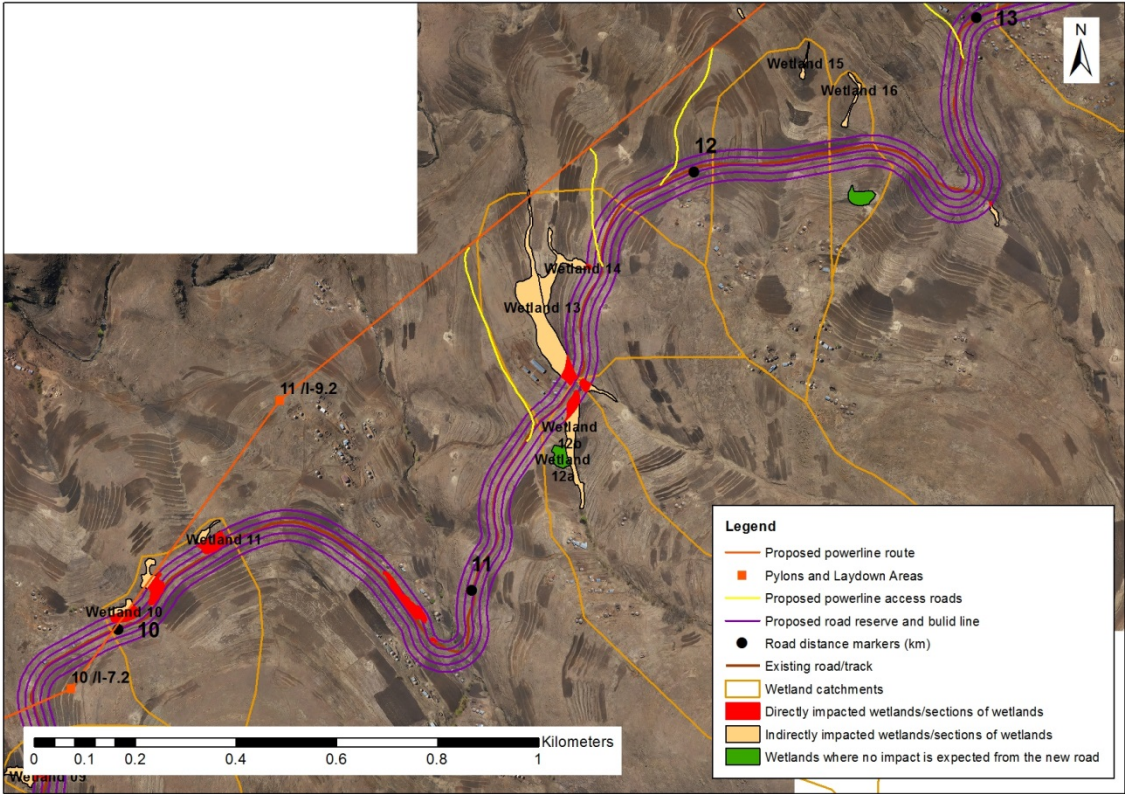 13
N
Wetland 15
Wetland 16
12
Wetland 14
Wetland 13
11 /I-9.2
Wetland
12b
Wetland
12a
Wetland 11
11
Wetland 10
10
10 /I-7.2
Wetland 09
Kilometers
0 0.1 0.2 0.4 0.6 0.8 1
Legend
Proposed powerline route
Pylons and Laydown Areas
Proposed powerline access roads
Proposed road reserve and bulid line
Road distance markers (km)
Existing road/track
Wetland catchments
Directly impacted wetlands/sections of wetlands
Indirectly impacted wetlands/sections of wetlands
Wetlands where no impact is expected from the new road